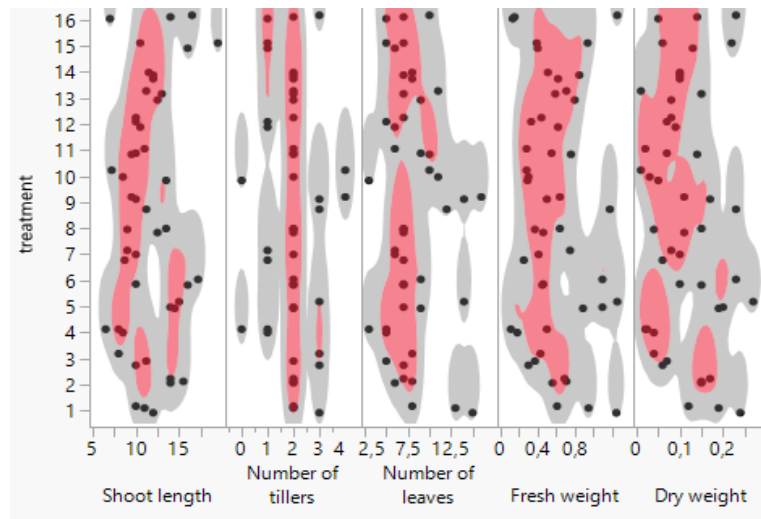 16
15
14
13
12
11
10
9
8
7
6
5
4
3
2
1
treatment
5 10 15
0 1 2 3 4
2,5 7,5 12,5
0 0,4 0,8
0 0,1 0,2
Shoot length
Number of
tillers
Number of
leaves
Fresh weight
Dry weight